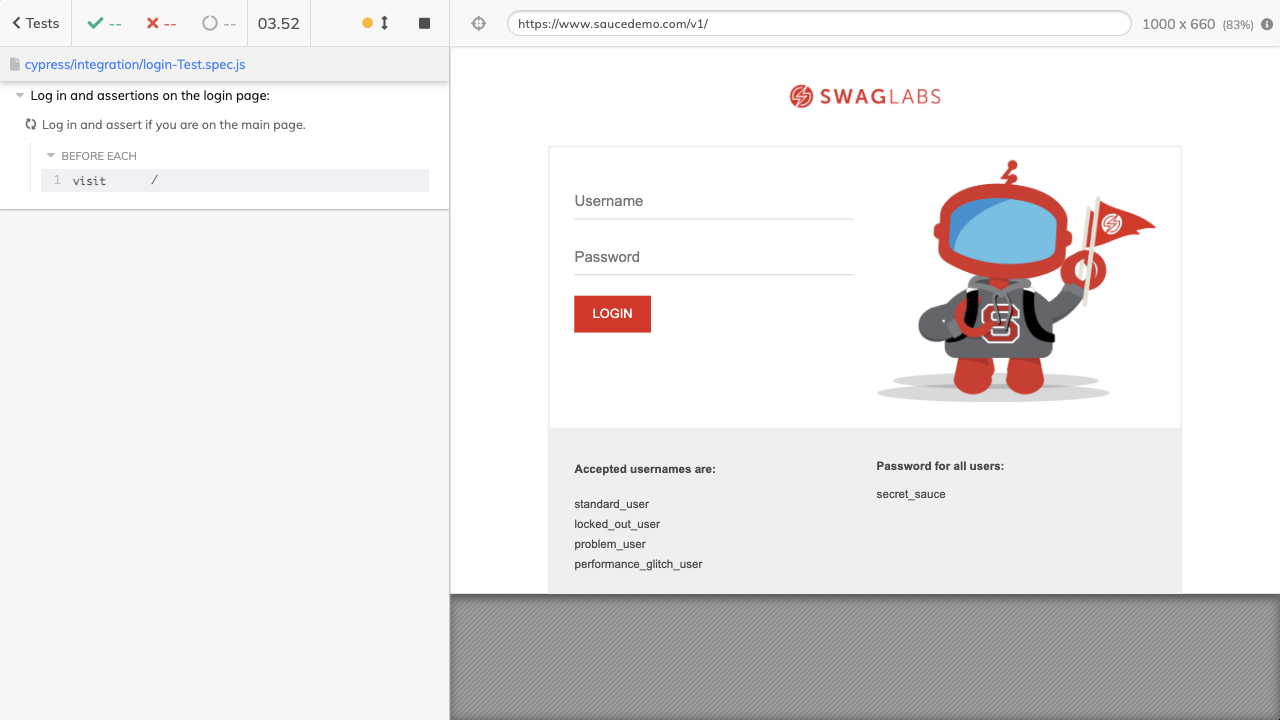 Tests
--
--
--
03.52
https://www.saucedemo.com/v1/
1000 x 660 (83%)
cypress/integration/login-Test.spec.js
Log in and assertions on the login page:
Log in and assert if you are on the main page.
BEFORE EACH
1 visit /
SWAGLABS
Username
Password
LOGIN
S
Accepted usernames are:
standard_user
locked_out_user
problem_user
performance_glitch_user
Password for all users:
secret_sauce